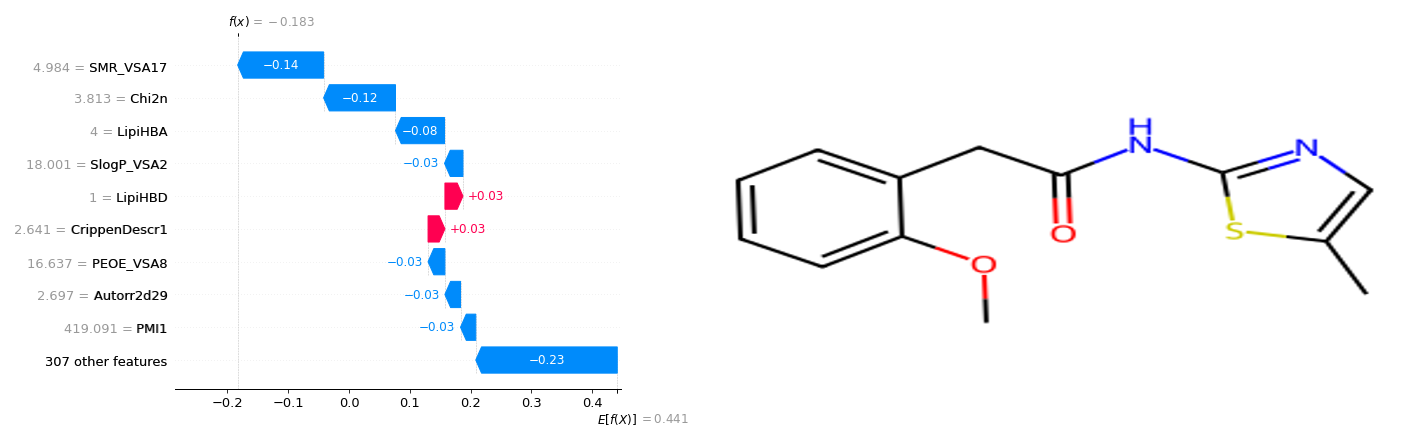 f(x) = −0.183
4.984 = SMR_VSA17
−0.14
3.813 = Chi2n
−0.12
4 = LipiHBA
−0.08
18.001 = SlogP_VSA2
−0.03
1 = LipiHBD
+0.03
2.641 = CrippenDescr1
+0.03
16.637 = PEOE_VSA8
−0.03
2.697 = Autorr2d29
−0.03
419.091 = PMI1
−0.03
307 other features
−0.23
−0.2 −0.1 0.0 0.1 0.2 0.3 0.4
E[f(X)] = 0.441
H
N
N
O
S
O